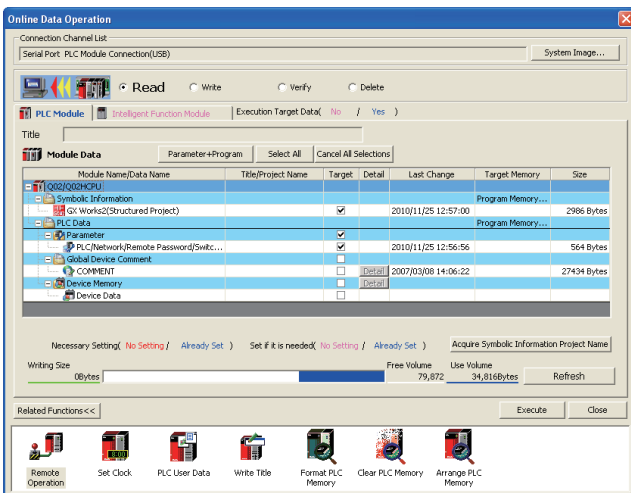 Online Data Operation
Connection Channel List
Serial Port PLC Module Connection(USB)
System Image...
Read
Write
Verify
Delete
PLC Module
Intelligent Function Module
Execution Target Data( No / Yes )
Title
Module Data
Parameter+Program
Select All
Cancel All Selections
Module Name/Data Name Title/Project Name Target Detail Last Change Target Memory Size
Q02/Q02HCPU
Symbolic Information Program Memory...
GX Works2(Structured Project) 2010/11/25 12:57:00 2986 Bytes
PLC Data Program Memory...
Parameter
PLC/Network/Remote Password/Switc... 2010/11/25 12:56:56 564 Bytes
Global Device Comment
COMMENT Detail 2007/03/08 14:06:22 27434 Bytes
Device Memory Detail
Device Data
Necessary Setting( No Setting / Already Set ) Set if it is needed( No Setting / Already Set )
Acquire Symbolic Information Project Name
Writing Size
0Bytes
Free Volume
79,872
Use Volume
34,816Bytes
Refresh
Related Functions<<
Execute
Close
Remote
Operation
Set Clock
PLC User Data
Write Title
Format PLC
Memory
Clear PLC Memory
Arrange PLC
Memory